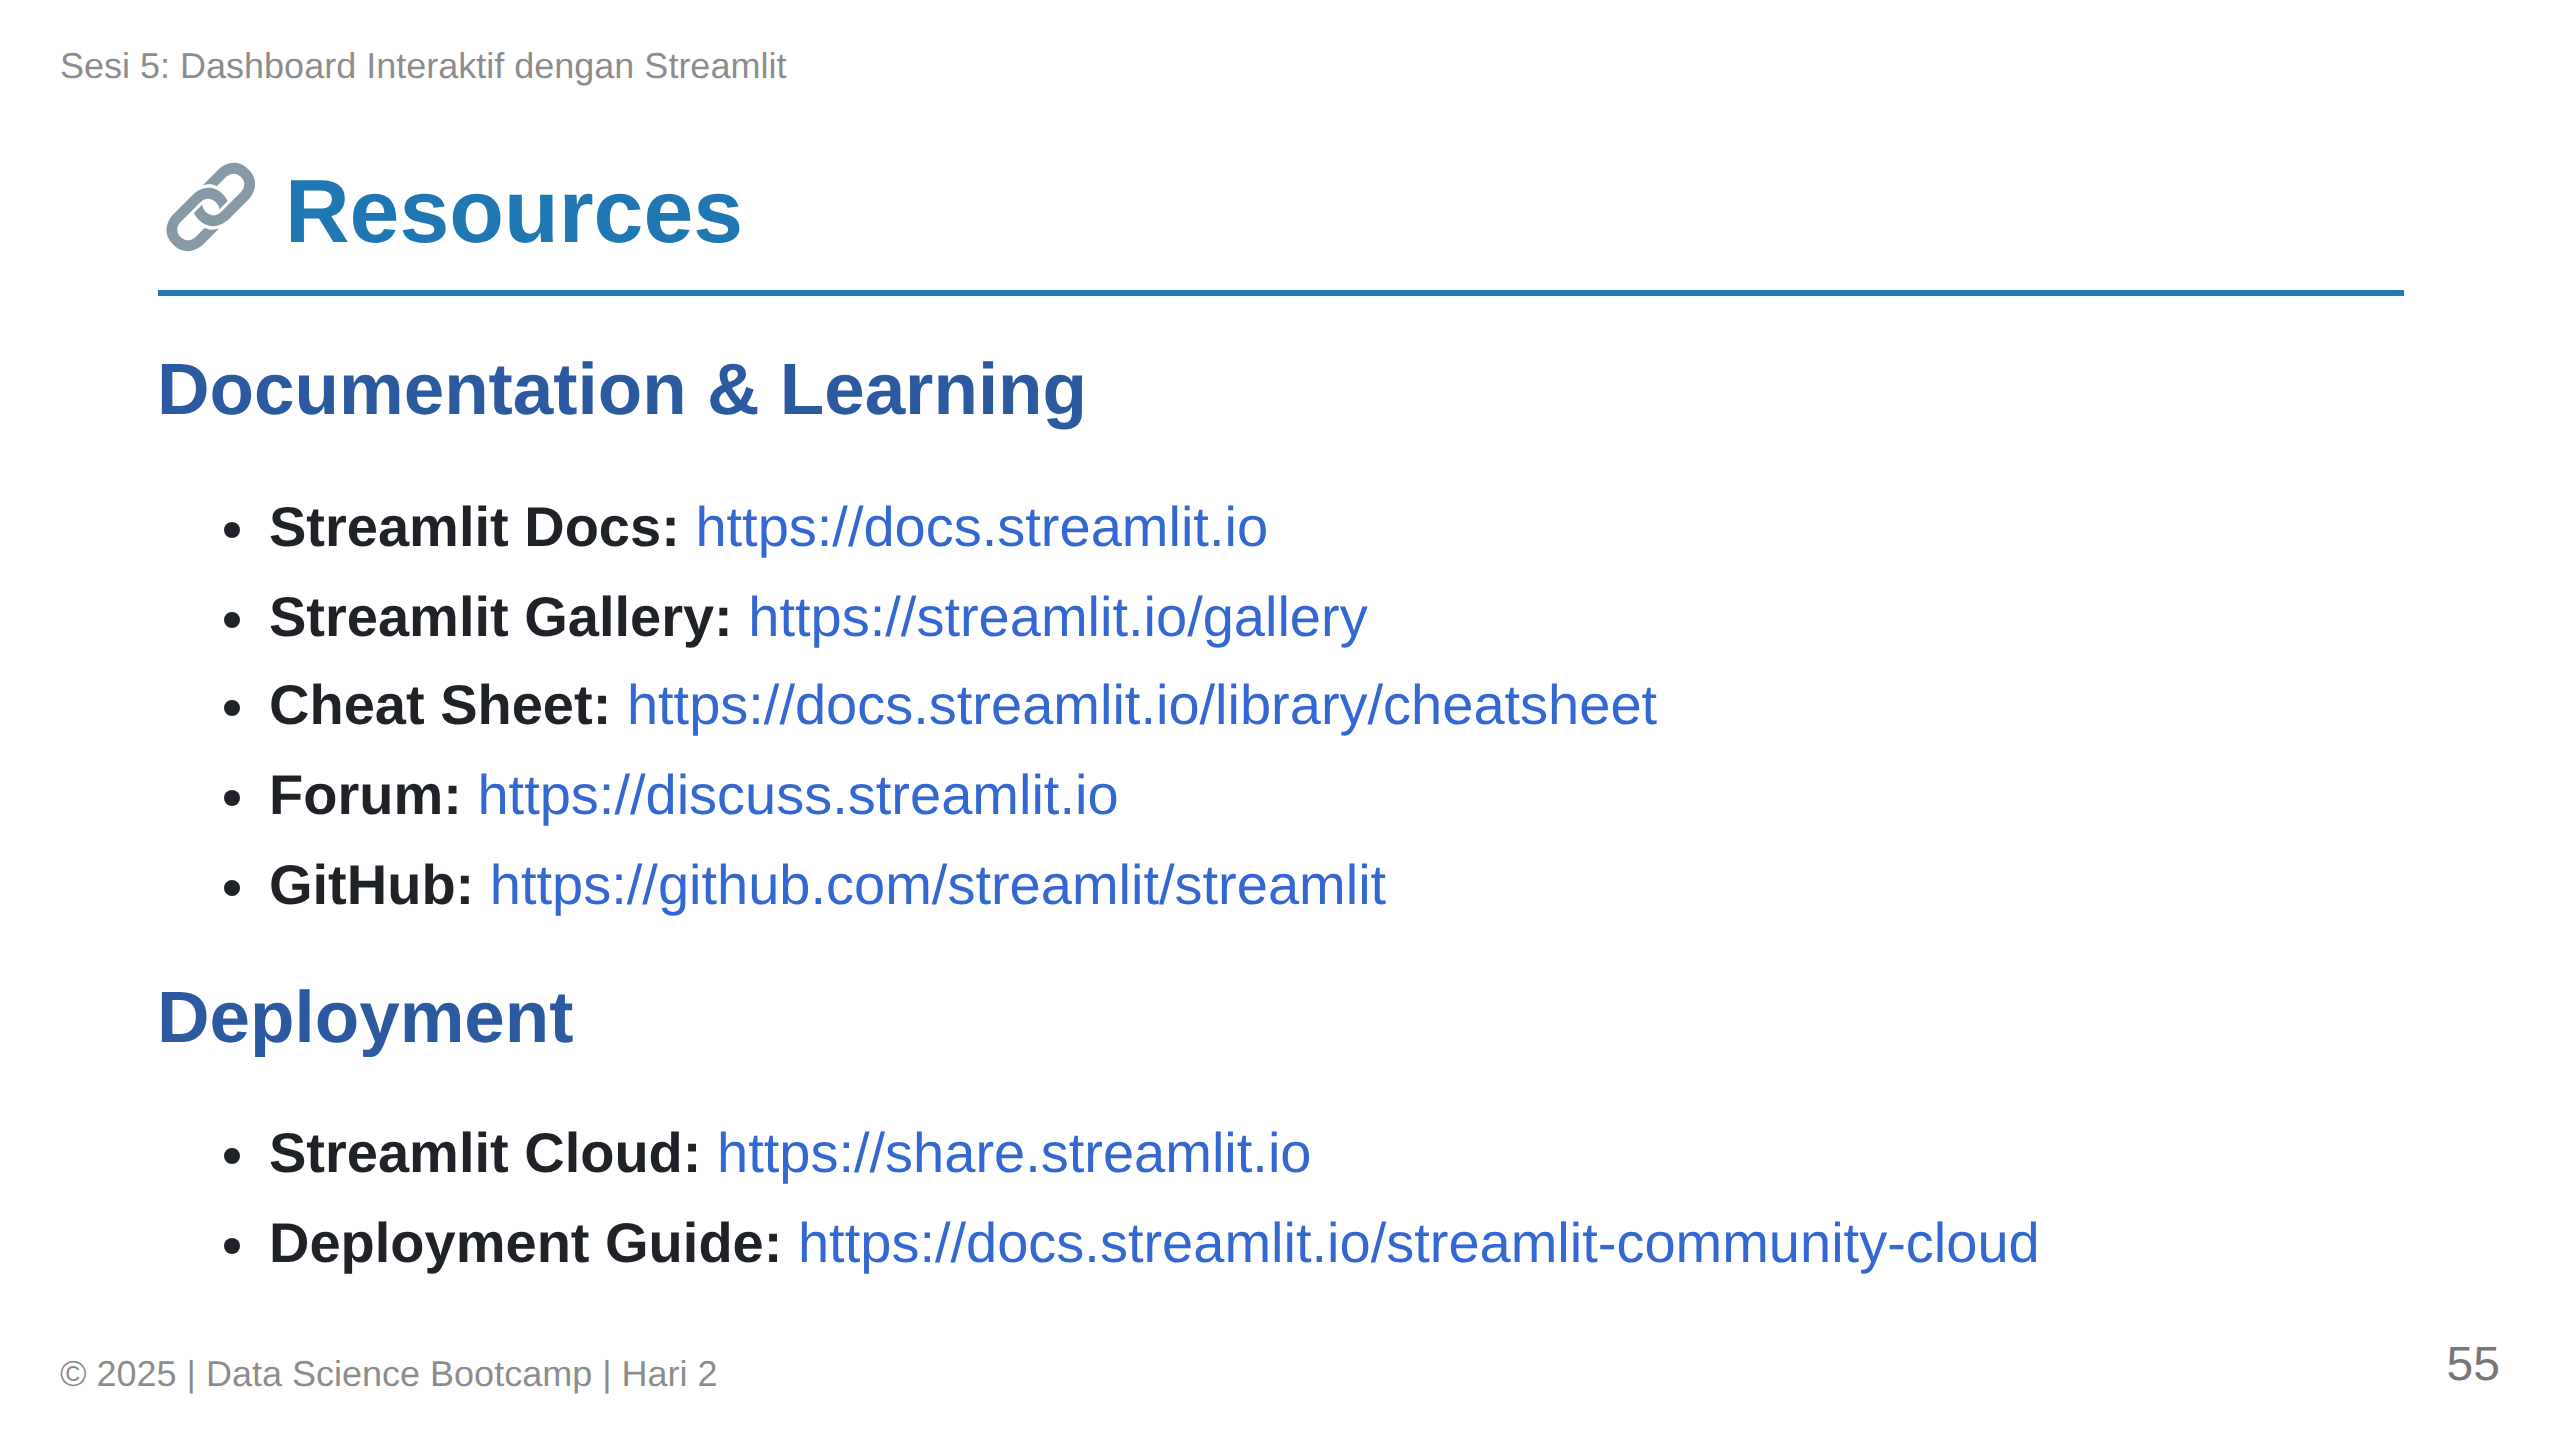 Sesi 5: Dashboard Interaktif dengan Streamlit
🔗 Resources
Documentation & Learning
• Streamlit Docs: https://docs.streamlit.io
• Streamlit Gallery: https://streamlit.io/gallery
• Cheat Sheet: https://docs.streamlit.io/library/cheatsheet
• Forum: https://discuss.streamlit.io
• GitHub: https://github.com/streamlit/streamlit
Deployment
• Streamlit Cloud: https://share.streamlit.io
• Deployment Guide: https://docs.streamlit.io/streamlit-community-cloud
© 2025 | Data Science Bootcamp | Hari 2
55